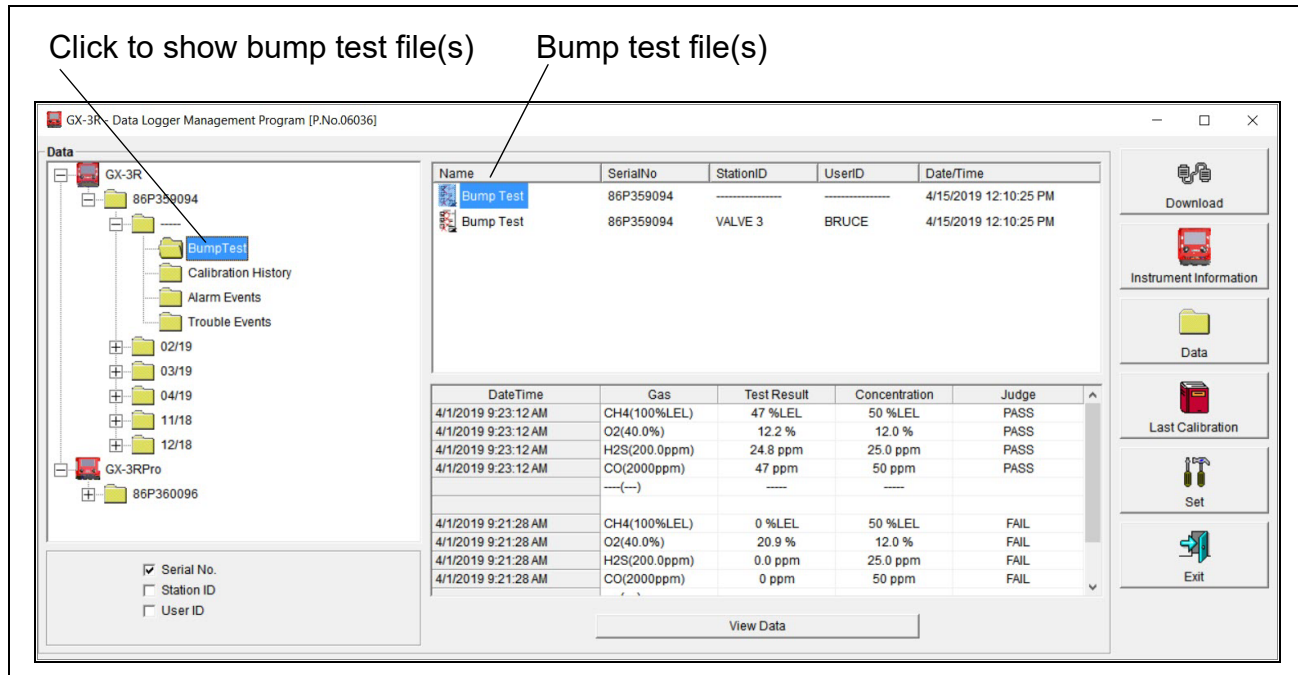 Click to show bump test file(s) Bump test file(s)
GX-3R - Data Logger Management Program [P.No.06036]
Data
GX-3R
86P359094
-----
BumpTest
Calibration History
Alarm Events
Trouble Events
02/19
03/19
04/19
11/18
12/18
GX-3RPro
86P360096
Serial No.
Station ID
User ID
Name SerialNo StationID UserID Date/Time
Bump Test 86P359094 ---------------- ---------------- 4/15/2019 12:10:25 PM
Bump Test 86P359094 VALVE 3 BRUCE 4/15/2019 12:10:25 PM
DateTime Gas Test Result Concentration Judge
4/1/2019 9:23:12 AM CH4(100%LEL) 47 %LEL 50 %LEL PASS
4/1/2019 9:23:12 AM O2(40.0%) 12.2 % 12.0 % PASS
4/1/2019 9:23:12 AM H2S(200.0ppm) 24.8 ppm 25.0 ppm PASS
4/1/2019 9:23:12 AM CO(2000ppm) 47 ppm 50 ppm PASS
----(---) ----- -----
4/1/2019 9:21:28 AM CH4(100%LEL) 0 %LEL 50 %LEL FAIL
4/1/2019 9:21:28 AM O2(40.0%) 20.9 % 12.0 % FAIL
4/1/2019 9:21:28 AM H2S(200.0ppm) 0.0 ppm 25.0 ppm FAIL
4/1/2019 9:21:28 AM CO(2000ppm) 0 ppm 50 ppm FAIL
View Data
Download
Instrument Information
Data
Last Calibration
Set
Exit